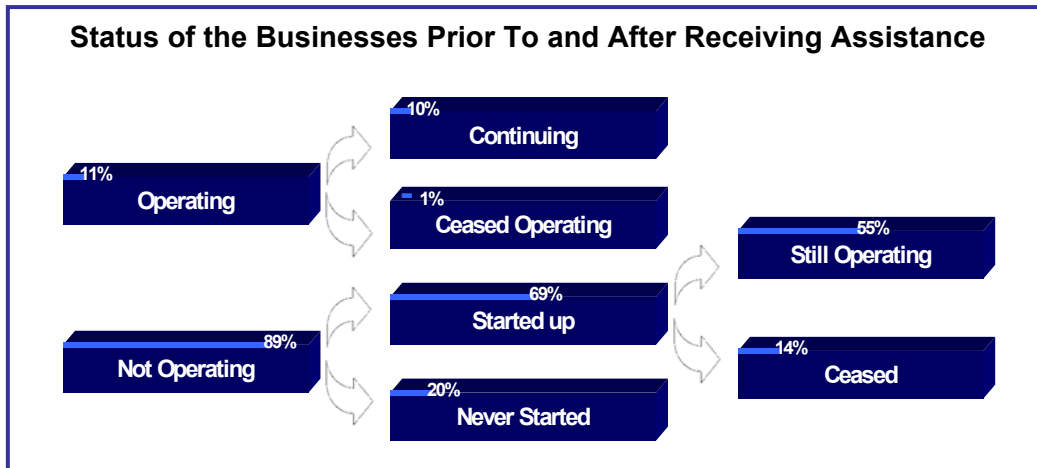 Status of the Businesses Prior To and After Receiving Assistance
10%
Continuing
11%
Operating
1%
Ceased Operating
55%
Still Operating
69%
Started up
89%
Not Operating
14%
Ceased
20%
Never Started